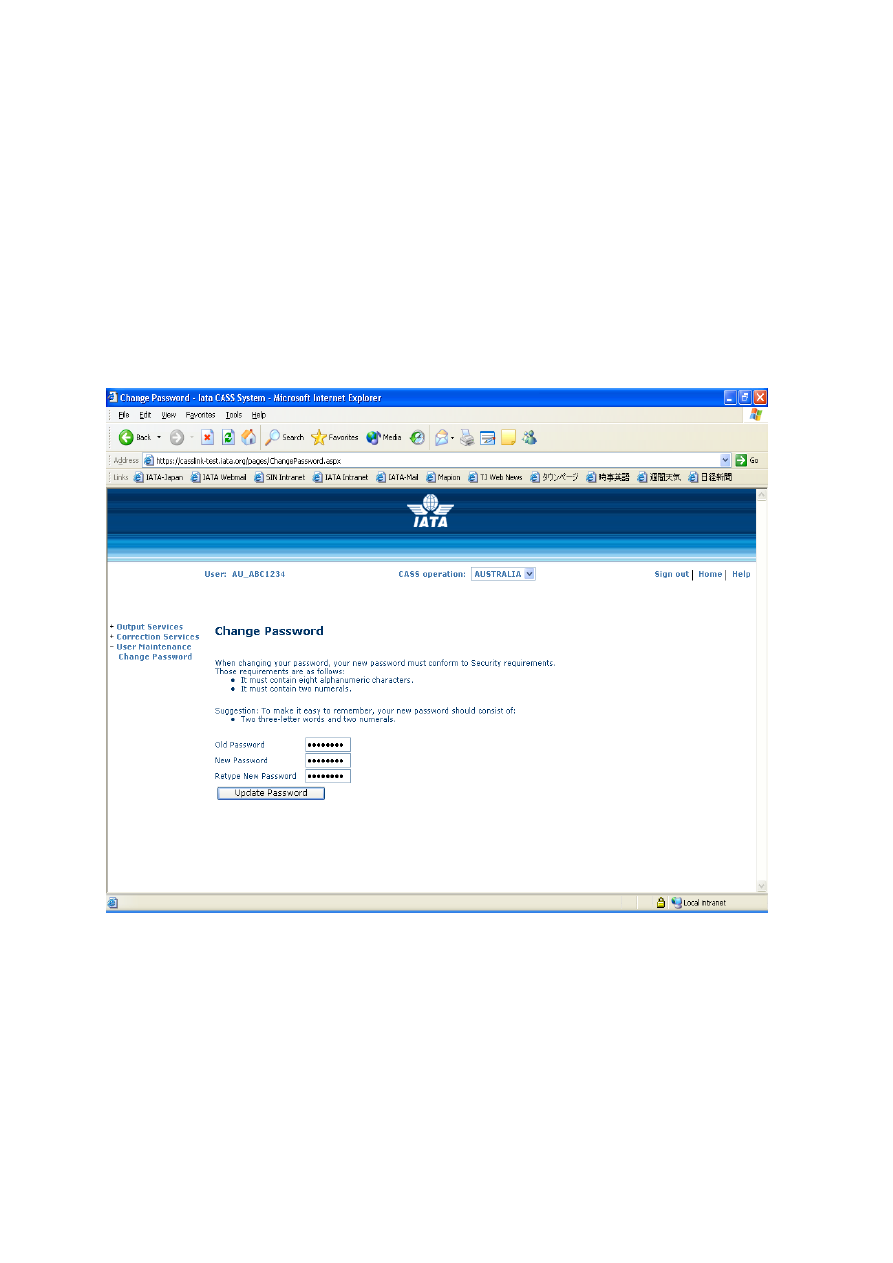 Change Password - Iata CASS System - Microsoft Internet Explorer
File Edit View Favorites Tools Help
Back Search Favorites Media
Address https://casslink-test.iata.org/pages/ChangePassword.aspx Go
Links IATA-Japan IATA Webmail SIN Intranet IATA Intranet IATA-Mail Mapion TJ Web News タウンページ 時事英語 週間天気 日経新聞
IATA
User: AU_ABC1234 CASS operation: AUSTRALIA Sign out | Home | Help
+ Output Services
+ Correction Services
- User Maintenance
Change Password
Change Password
When changing your password, your new password must conform to Security requirements.
Those requirements are as follows:
• It must contain eight alphanumeric characters.
• It must contain two numerals.
Suggestion: To make it easy to remember, your new password should consist of:
• Two three-letter words and two numerals.
Old Password ••••••••
New Password ••••••••
Retype New Password ••••••••
Update Password
Local intranet